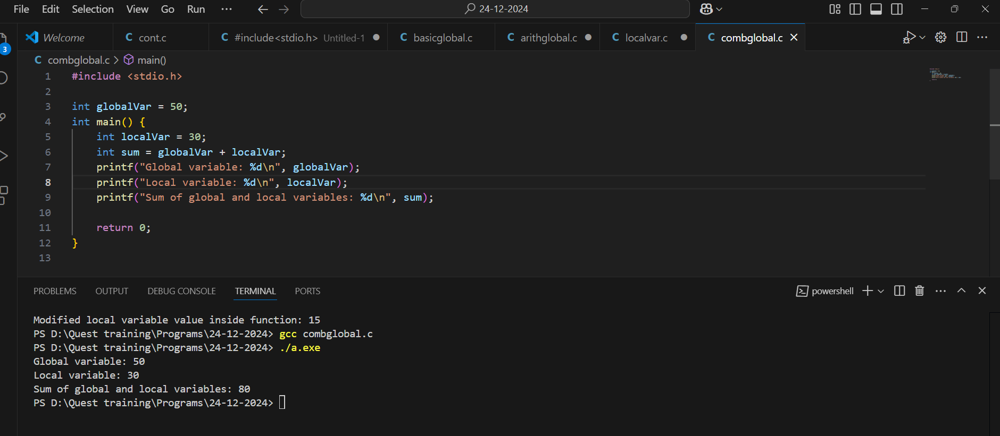 File Edit Selection View Go Run ··· 24-12-2024
Welcome cont.c #include<stdio.h> Untitled-1 basicglobal.c arithglobal.c localvar.c combglobal.c
3
C combglobal.c > main()
1 #include <stdio.h>
2
3 int globalVar = 50;
4 int main() {
5 int localVar = 30;
6 int sum = globalVar + localVar;
7 printf("Global variable: %d\n", globalVar);
8 printf("Local variable: %d\n", localVar);
9 printf("Sum of global and local variables: %d\n", sum);
10
11 return 0;
12 }
13
PROBLEMS OUTPUT DEBUG CONSOLE TERMINAL PORTS powershell
Modified local variable value inside function: 15
PS D:\Quest training\Programs\24-12-2024> gcc combglobal.c
PS D:\Quest training\Programs\24-12-2024> ./a.exe
Global variable: 50
Local variable: 30
Sum of global and local variables: 80
PS D:\Quest training\Programs\24-12-2024>